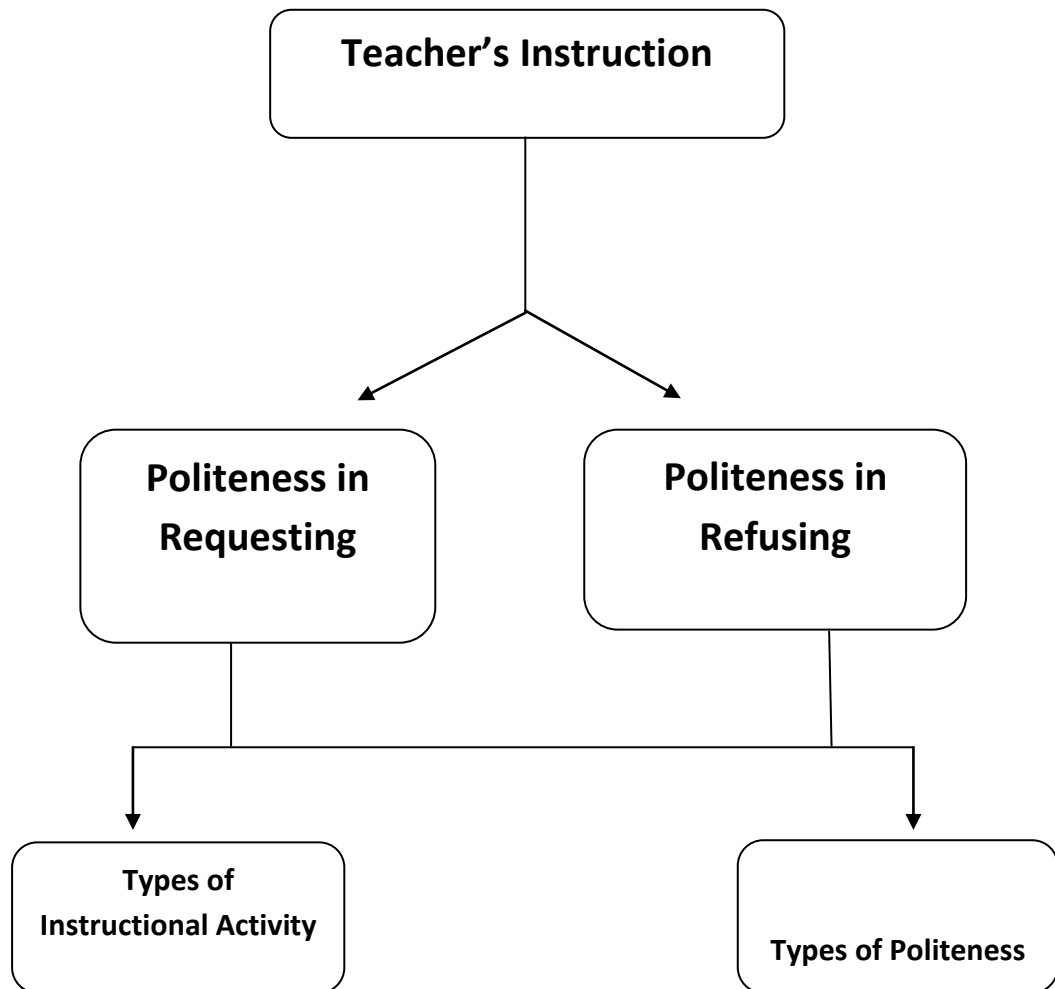 Teacher’s Instruction
Politeness in
Requesting
Politeness in
Refusing
Types of
Instructional Activity
Types of Politeness